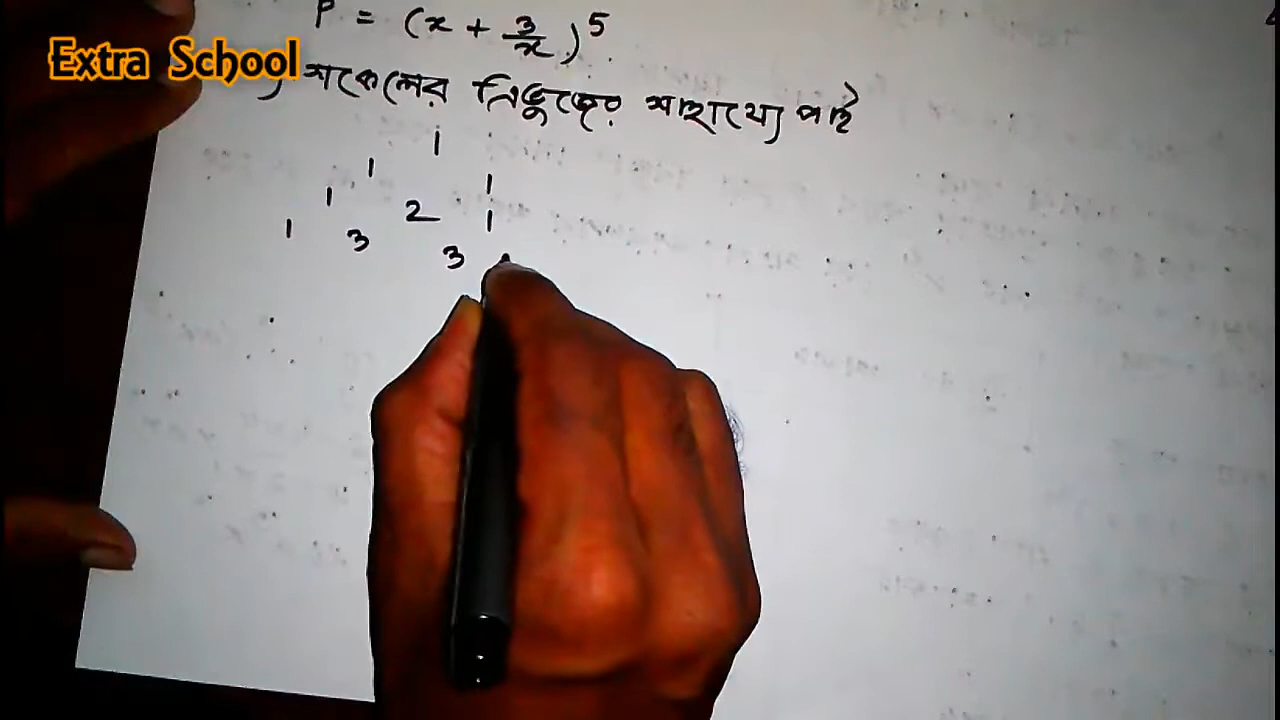 P = (x + 3/x)^5
Extra School
প্যাসকেলের ত্রিভুজের সাহায্যে পাই
1
1 1
1 2 1
1 3 3